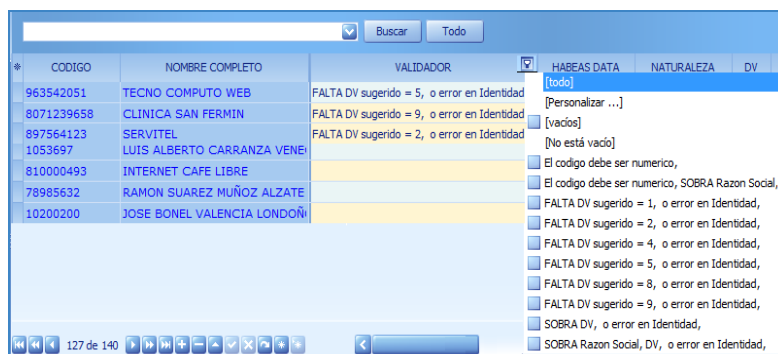 Buscar Todo
CODIGO NOMBRE COMPLETO VALIDADOR HABEAS DATA NATURALEZA DV
963542051 TECNO COMPUTO WEB FALTA DV sugerido = 5, o error en Identidad
8071239658 CLINICA SAN FERMIN FALTA DV sugerido = 9, o error en Identidad
897564123 SERVITEL FALTA DV sugerido = 2, o error en Identidad
1053697 LUIS ALBERTO CARRANZA VENE
810000493 INTERNET CAFE LIBRE
78985632 RAMON SUAREZ MUÑOZ ALZATE
10200200 JOSE BONEL VALENCIA LONDOÑ
[todo]
[Personalizar ...]
[vacíos]
[No está vacío]
El codigo debe ser numerico,
El codigo debe ser numerico, SOBRA Razon Social,
FALTA DV sugerido = 1, o error en Identidad,
FALTA DV sugerido = 2, o error en Identidad,
FALTA DV sugerido = 4, o error en Identidad,
FALTA DV sugerido = 5, o error en Identidad,
FALTA DV sugerido = 8, o error en Identidad,
FALTA DV sugerido = 9, o error en Identidad,
SOBRA DV, o error en Identidad,
SOBRA Razon Social, DV, o error en Identidad,
127 de 140